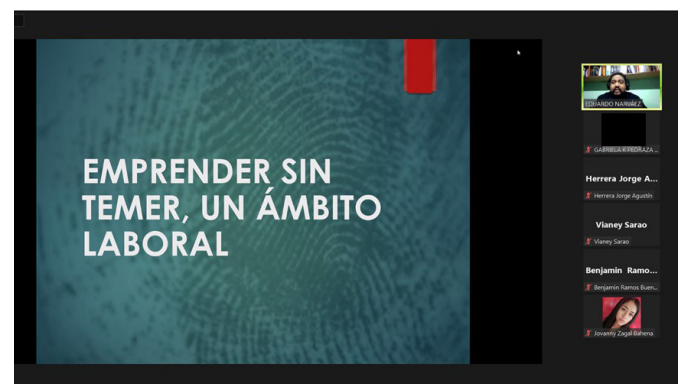 EMPRENDER SIN
TEMER, UN ÁMBITO
LABORAL
EDUARDO NARVÁEZ
GABRIELA K PEDRAZA ...
Herrera Jorge A...
Herrera Jorge Agustín
Vianey Sarao
Vianey Sarao
Benjamin Ramo...
Benjamin Ramos Buen...
Jovanny Zagal Bahena